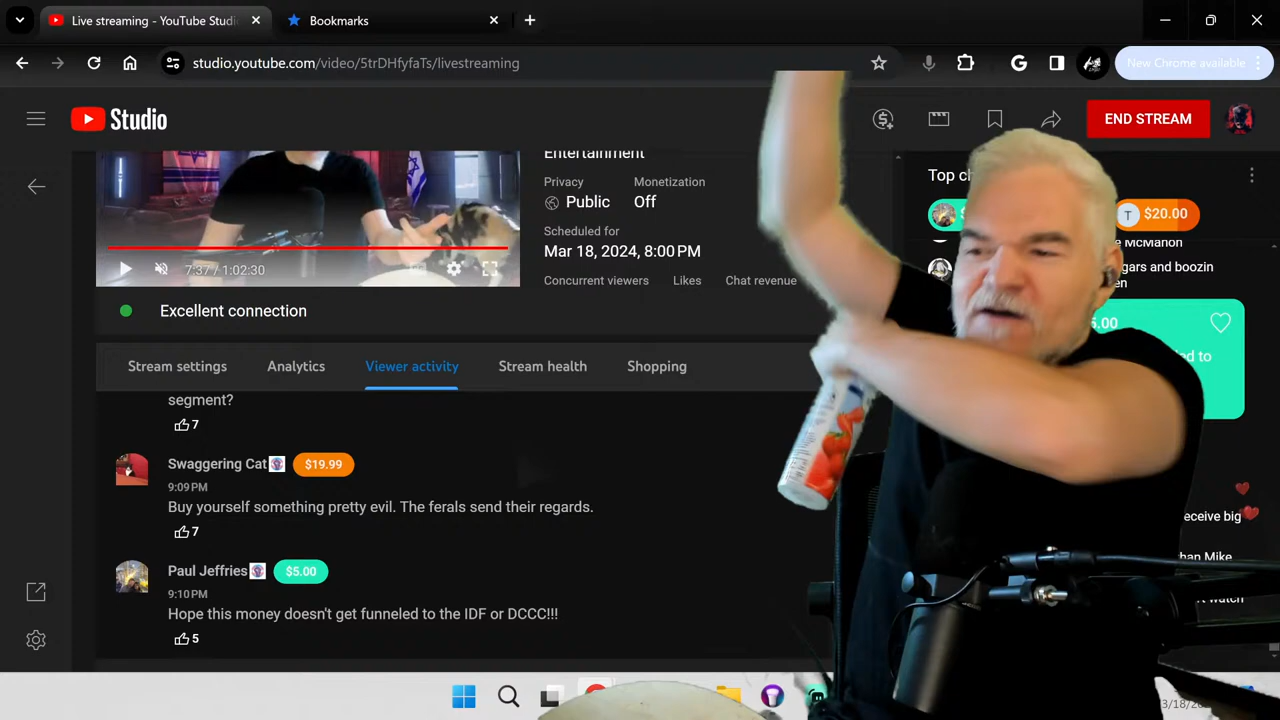 Live streaming - YouTube Studi
Bookmarks
studio.youtube.com/video/5trDHfyfaTs/livestreaming
New Chrome available
Studio
END STREAM
7:37 / 1:02:30
Entertainment
Privacy
Monetization
Public
Off
Scheduled for
Mar 18, 2024, 8:00 PM
Concurrent viewers
Likes
Chat revenue
Excellent connection
Stream settings
Analytics
Viewer activity
Stream health
Shopping
segment?
7
Swaggering Cat
$19.99
9:09 PM
Buy yourself something pretty evil. The ferals send their regards.
7
Paul Jeffries
$5.00
9:10 PM
Hope this money doesn't get funneled to the IDF or DCCC!!!
5
Top
T
$20.00
McMahon
and boozin
5.00
to
receive big
Mike
watch